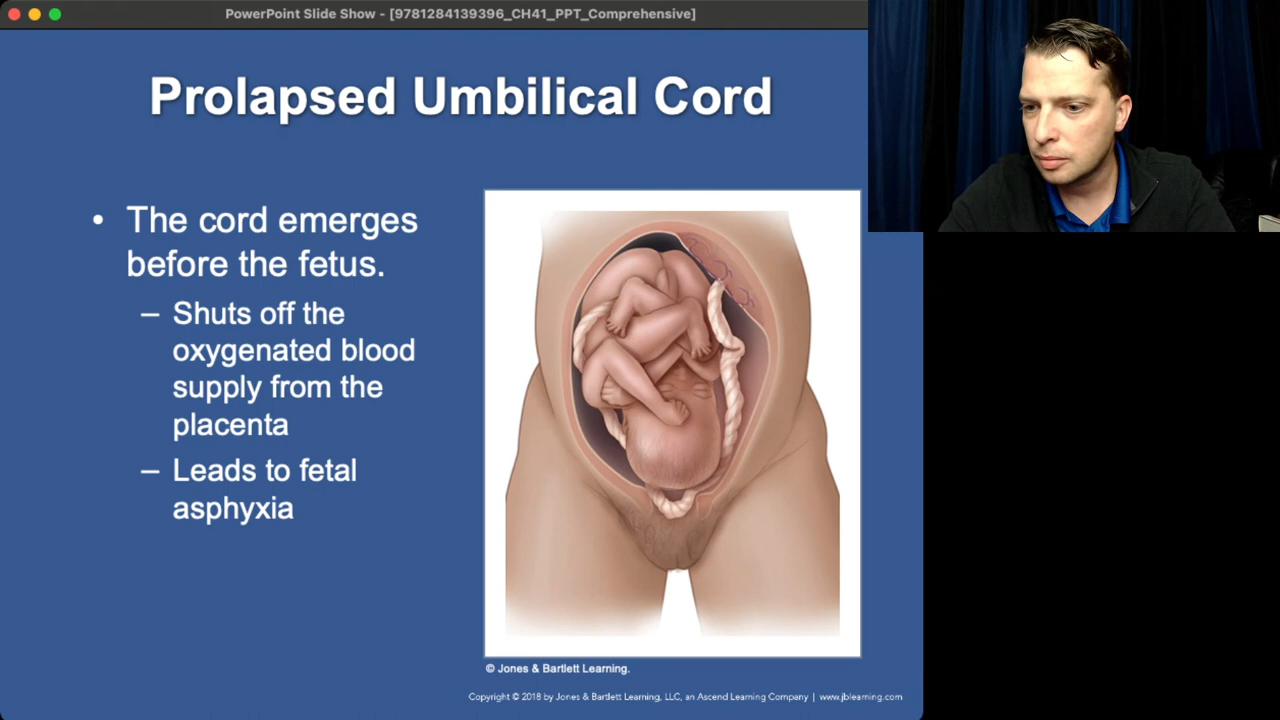 PowerPoint Slide Show - [9781284139396_CH41_PPT_Comprehensive]
Prolapsed Umbilical Cord
• The cord emerges
before the fetus.
– Shuts off the
oxygenated blood
supply from the
placenta
– Leads to fetal
asphyxia
© Jones & Bartlett Learning.
Copyright © 2018 by Jones & Bartlett Learning, LLC, an Ascend Learning Company | www.jblearning.com